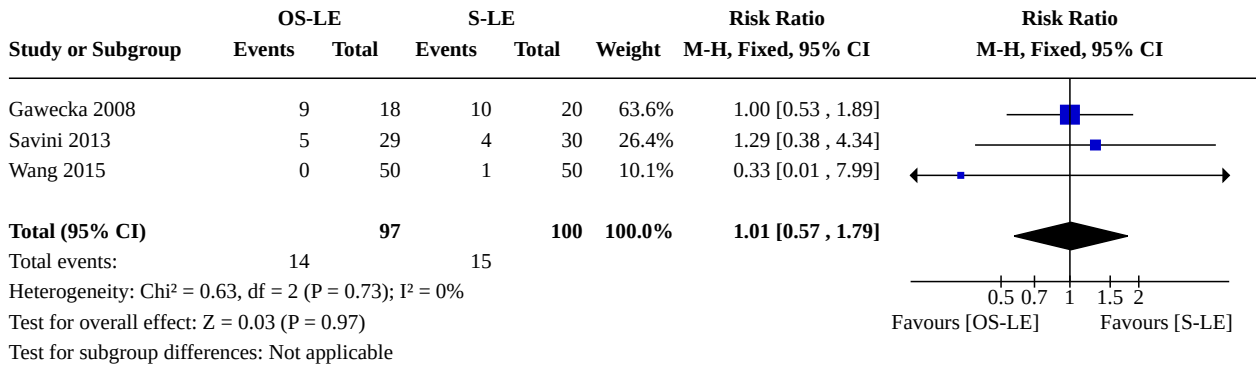 OS-LE S-LE Risk Ratio Risk Ratio
Study or Subgroup Events Total Events Total Weight M-H, Fixed, 95% CI M-H, Fixed, 95% CI
Gawecka 2008 9 18 10 20 63.6% 1.00 [0.53 , 1.89]
Savini 2013 5 29 4 30 26.4% 1.29 [0.38 , 4.34]
Wang 2015 0 50 1 50 10.1% 0.33 [0.01 , 7.99]
Total (95% CI) 97 100 100.0% 1.01 [0.57 , 1.79]
Total events: 14 15
Heterogeneity: Chi² = 0.63, df = 2 (P = 0.73); I² = 0%
0.5 0.7 1 1.5 2
Test for overall effect: Z = 0.03 (P = 0.97) Favours [OS-LE] Favours [S-LE]
Test for subgroup differences: Not applicable